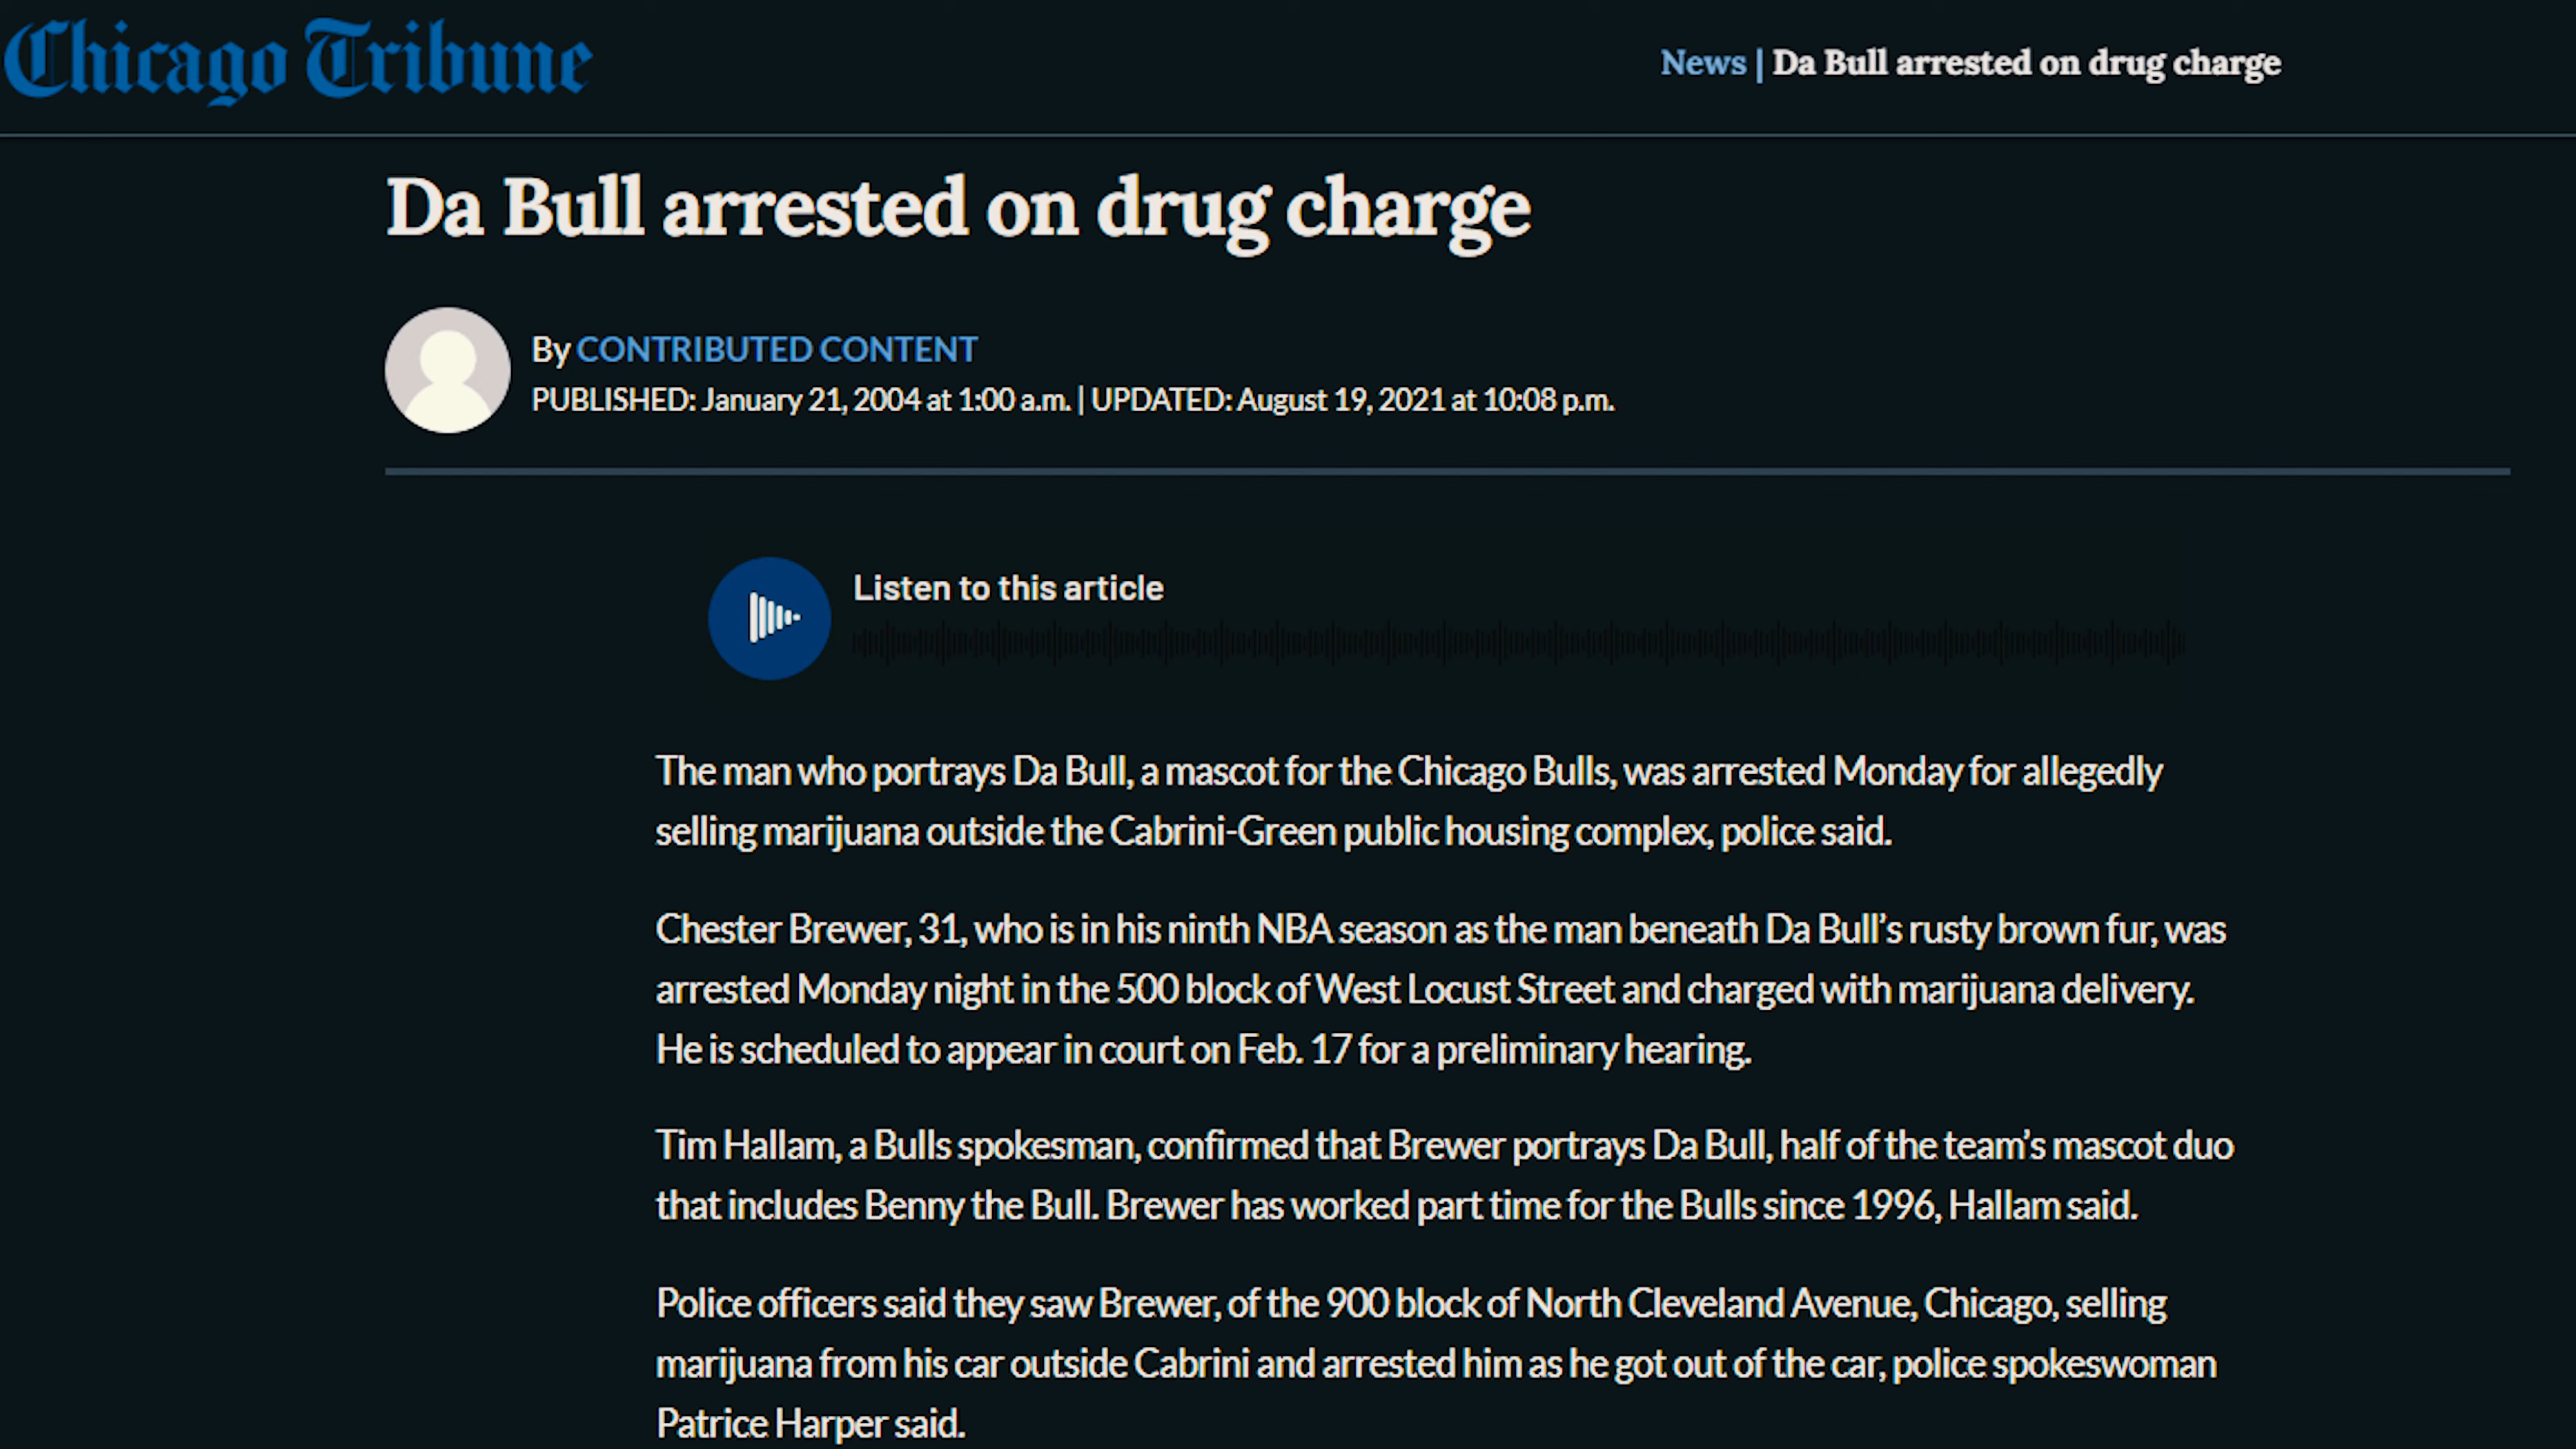 Chicago Tribune
News | Da Bull arrested on drug charge
Da Bull arrested on drug charge
By CONTRIBUTED CONTENT
PUBLISHED: January 21, 2004 at 1:00 a.m. | UPDATED: August 19, 2021 at 10:08 p.m.
Listen to this article
The man who portrays Da Bull, a mascot for the Chicago Bulls, was arrested Monday for allegedly
selling marijuana outside the Cabrini-Green public housing complex, police said.
Chester Brewer, 31, who is in his ninth NBA season as the man beneath Da Bull’s rusty brown fur, was
arrested Monday night in the 500 block of West Locust Street and charged with marijuana delivery.
He is scheduled to appear in court on Feb. 17 for a preliminary hearing.
Tim Hallam, a Bulls spokesman, confirmed that Brewer portrays Da Bull, half of the team’s mascot duo
that includes Benny the Bull. Brewer has worked part time for the Bulls since 1996, Hallam said.
Police officers said they saw Brewer, of the 900 block of North Cleveland Avenue, Chicago, selling
marijuana from his car outside Cabrini and arrested him as he got out of the car, police spokeswoman
Patrice Harper said.